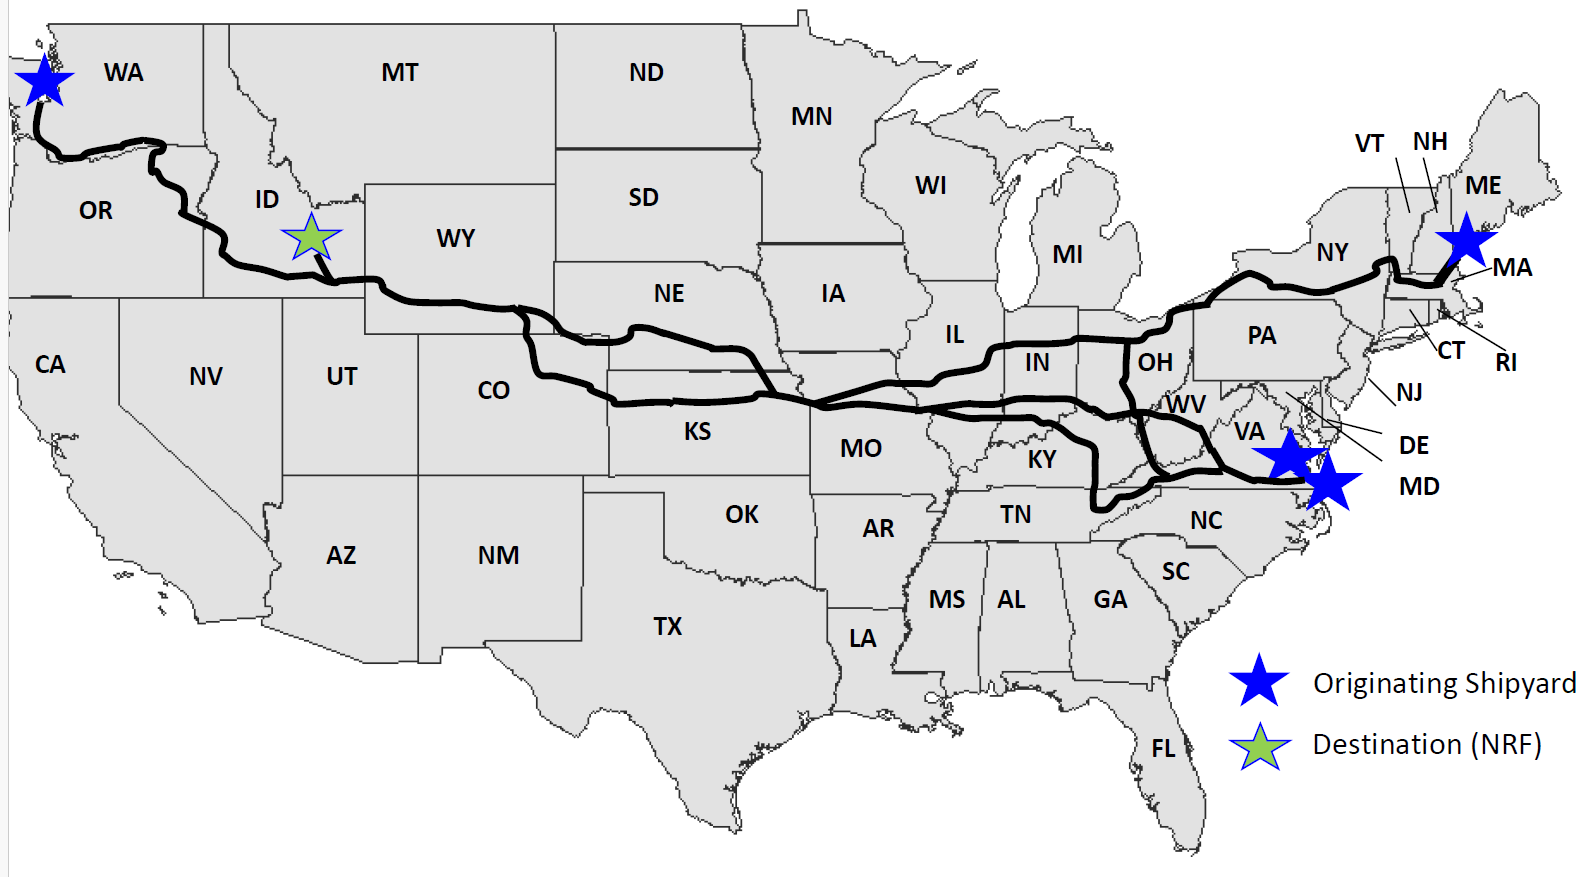 WA
MT
ND
MN
VT
NH
ME
WI
ID
SD
OR
WY
MI
NY
MA
NE
IA
IL
IN
OH
PA
CT
RI
CA
NV
UT
CO
NJ
WV
KS
MO
KY
VA
DE
MD
OK
AR
TN
NC
AZ
NM
SC
MS
AL
GA
TX
LA
FL
Originating Shipyard
Destination (NRF)